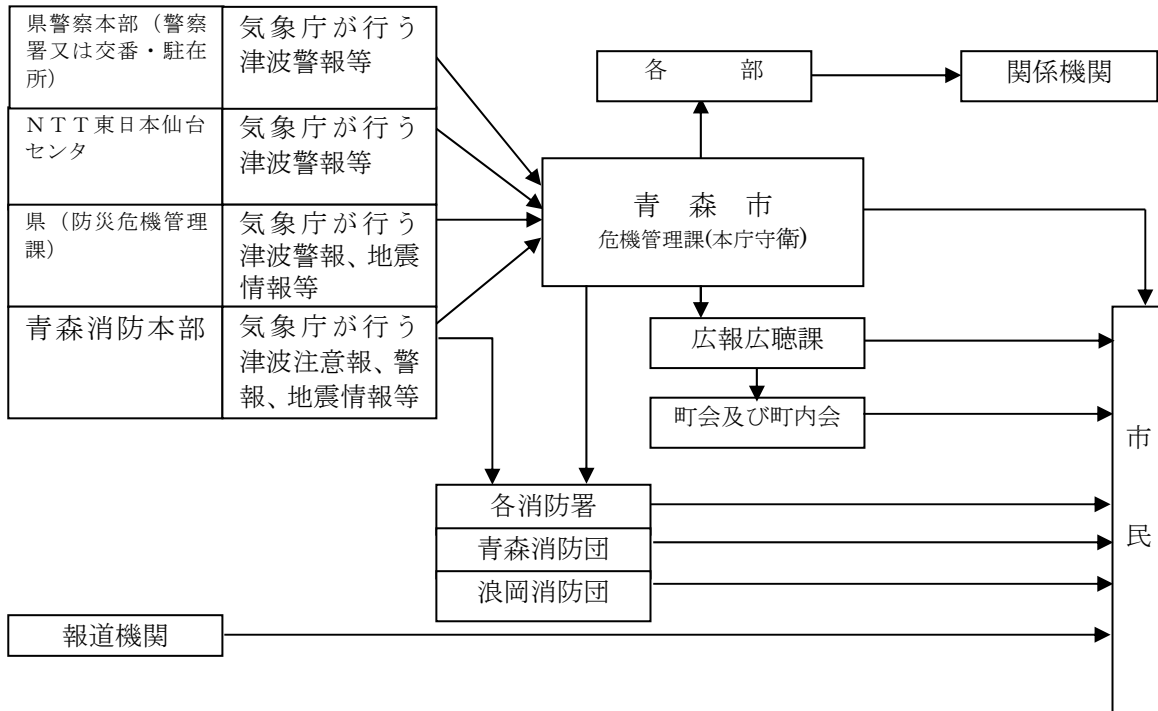 県警察本部（警察
署又は交番・駐在
所）
気象庁が行う
津波警報等
ＮＴＴ東日本仙台
センタ
気象庁が行う
津波警報等
県（防災危機管理
課）
気象庁が行う
津波警報、地震
情報等
青森消防本部
気象庁が行う
津波注意報、警
報、地震情報等
各　　部
関係機関
青　森　市
危機管理課(本庁守衛)
広報広聴課
町会及び町内会
各消防署
青森消防団
浪岡消防団
報道機関
市
民